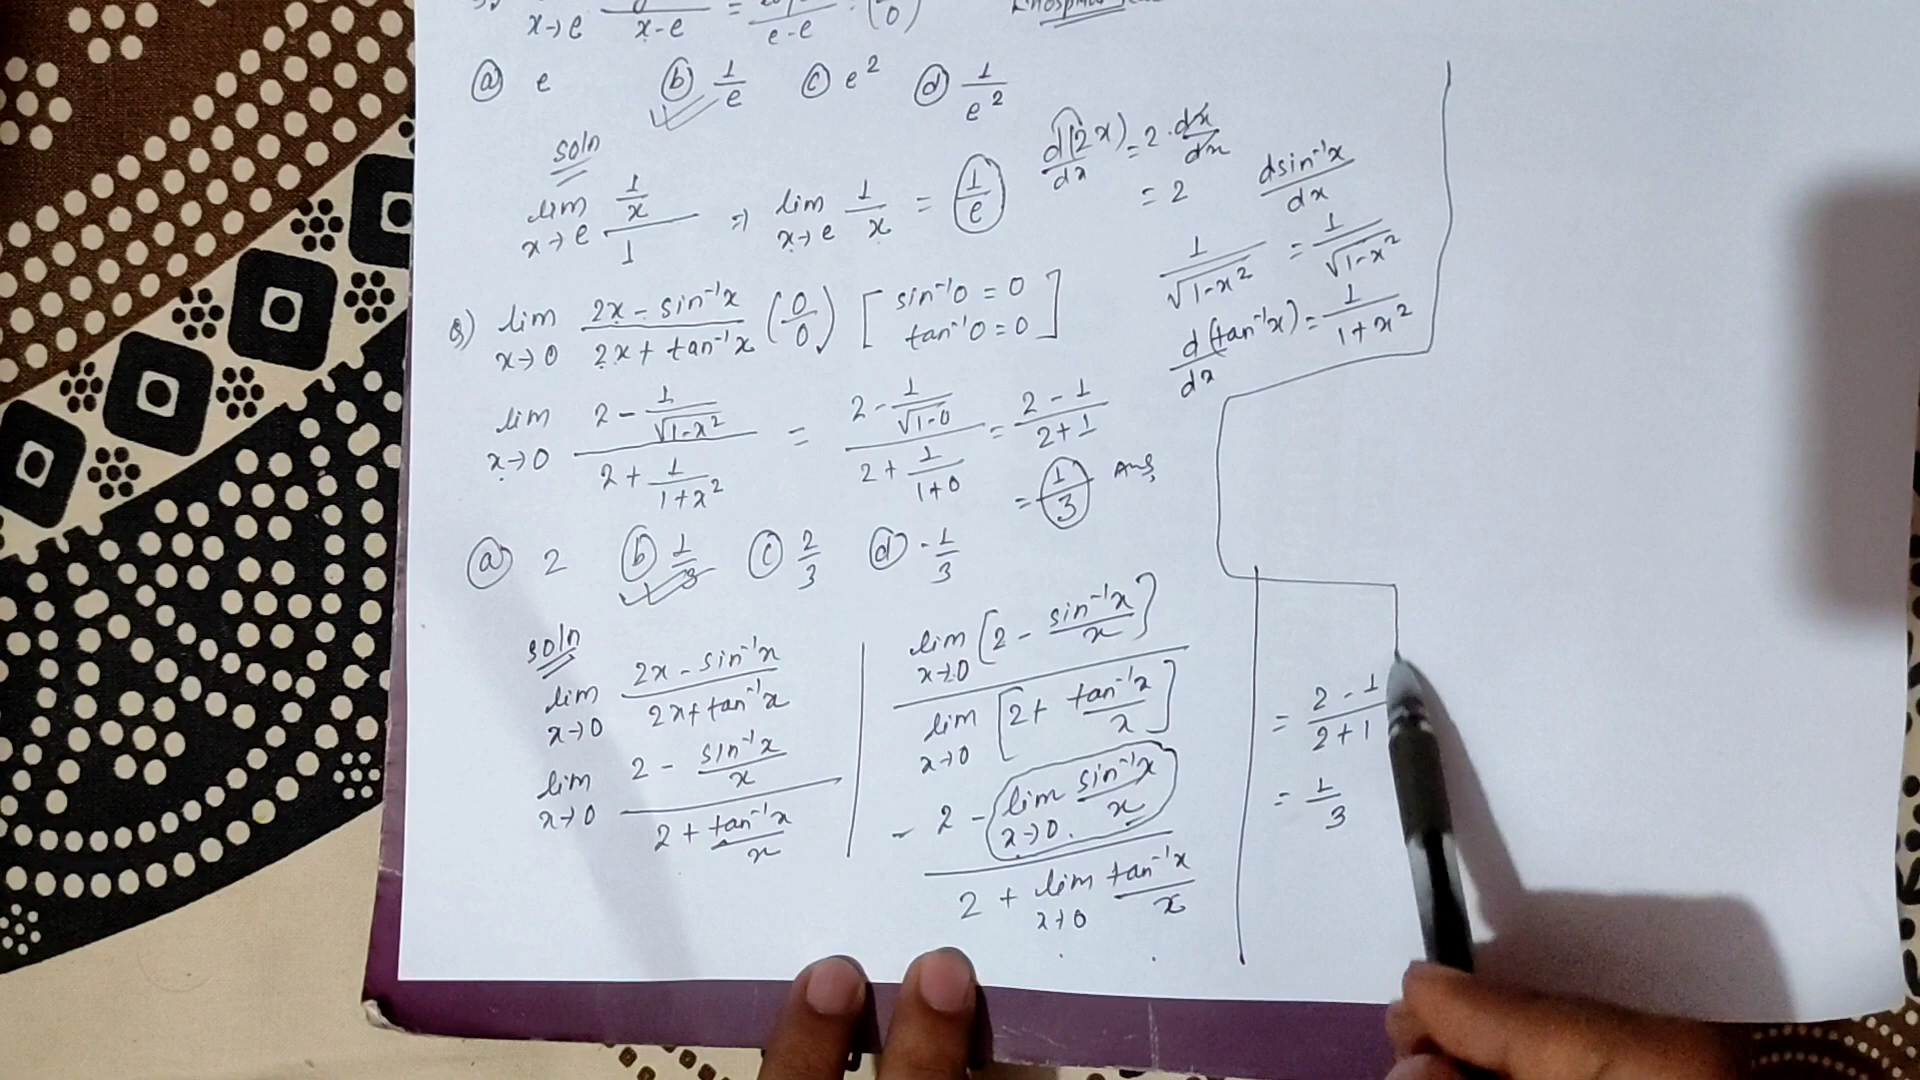 x→e x-e = e-e (0)
ⓐ e ⓑ 1/e ⓒ e² ⓓ 1/e²
soln
lim x→e (1/x)/1 ⇒ lim x→e 1/x = 1/e
d(2x)/dx = 2·dx/dx
= 2
dsin⁻¹x/dx
1/√1-x² = 1/√1-x²
d/dx (tan⁻¹x) = 1/1+x²
Q) lim x→0 (2x - sin⁻¹x)/(2x + tan⁻¹x) (0/0) [sin⁻¹0 = 0
tan⁻¹0 = 0]
lim x→0 (2 - 1/√1-x²)/(2 + 1/1+x²) = (2 - 1/√1-0)/(2 + 1/1+0) = (2-1)/(2+1)
= 1/3 Ans
ⓐ 2 ⓑ 1/3 ⓒ 2/3 ⓓ -1/3
soln
lim x→0 (2x - sin⁻¹x)/(2x + tan⁻¹x)
lim x→0 (2 - sin⁻¹x/x)/(2 + tan⁻¹x/x)
lim x→0 [2 - sin⁻¹x/x]
lim x→0 [2 + tan⁻¹x/x]
= 2 - lim x→0 sin⁻¹x/x
2 + lim x→0 tan⁻¹x/x
= (2-1)/(2+1)
= 1/3